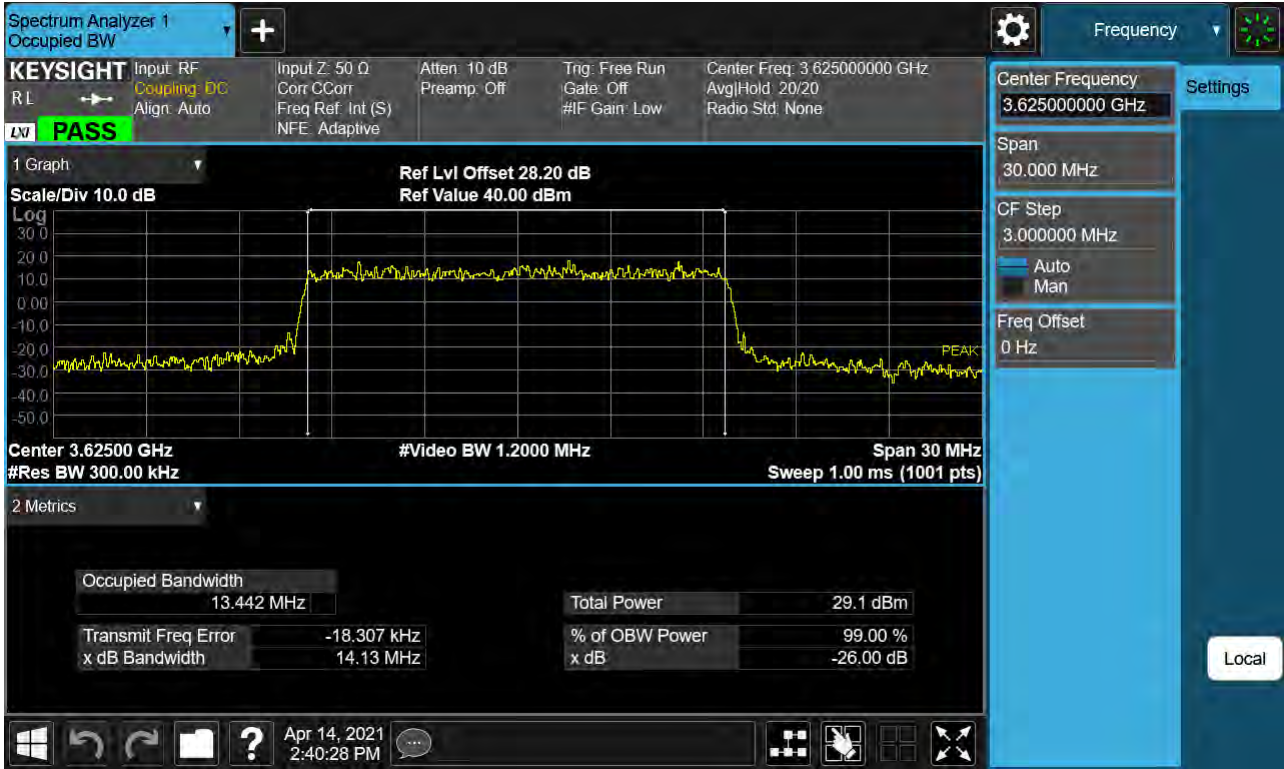 Spectrum Analyzer 1
Occupied BW
+
Frequency
KEYSIGHT
R L
LXI
PASS
Input: RF
Coupling: DC
Align: Auto
Input Z: 50 Ω
Corr CCorr
Freq Ref: Int (S)
NFE: Adaptive
Atten: 10 dB
Preamp: Off
Trig: Free Run
Gate: Off
#IF Gain: Low
Center Freq: 3.625000000 GHz
Avg|Hold: 20/20
Radio Std: None
1 Graph
Scale/Div 10.0 dB
Ref Lvl Offset 28.20 dB
Ref Value 40.00 dBm
Log
30.0
20.0
10.0
0.00
-10.0
-20.0
-30.0
-40.0
-50.0
PEAK
Center 3.62500 GHz
#Video BW 1.2000 MHz
Span 30 MHz
#Res BW 300.00 kHz
Sweep 1.00 ms (1001 pts)
2 Metrics
Occupied Bandwidth
13.442 MHz
Total Power 29.1 dBm
Transmit Freq Error -18.307 kHz
% of OBW Power 99.00 %
x dB Bandwidth 14.13 MHz
x dB -26.00 dB
Center Frequency
3.625000000 GHz
Settings
Span
30.000 MHz
CF Step
3.000000 MHz
Auto
Man
Freq Offset
0 Hz
Local
?
Apr 14, 2021
2:40:28 PM